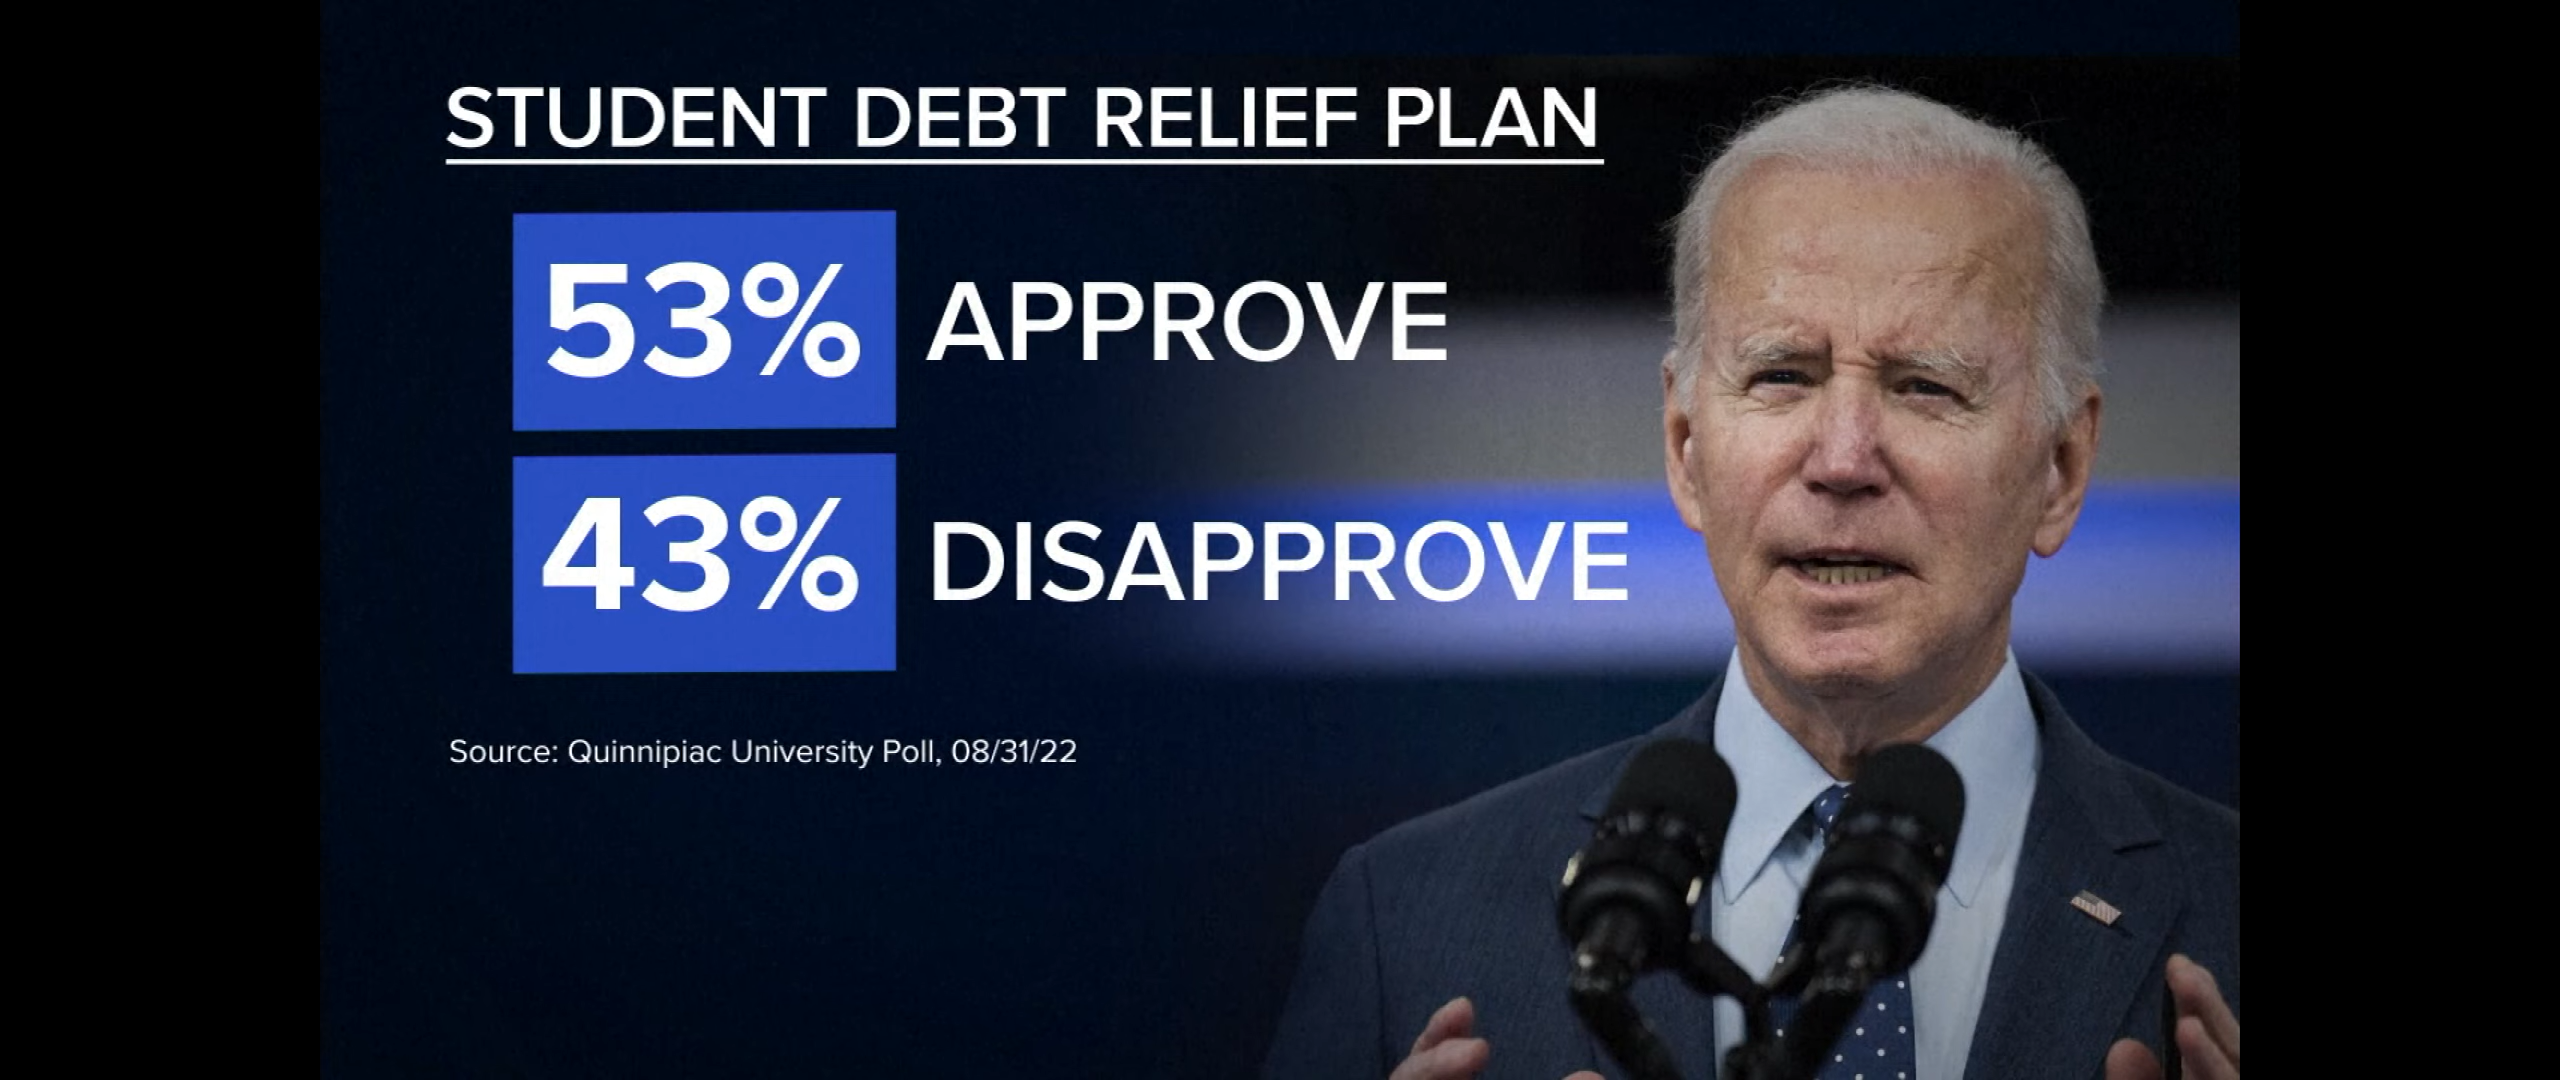 STUDENT DEBT RELIEF PLAN
53% APPROVE
43% DISAPPROVE
Source: Quinnipiac University Poll, 08/31/22